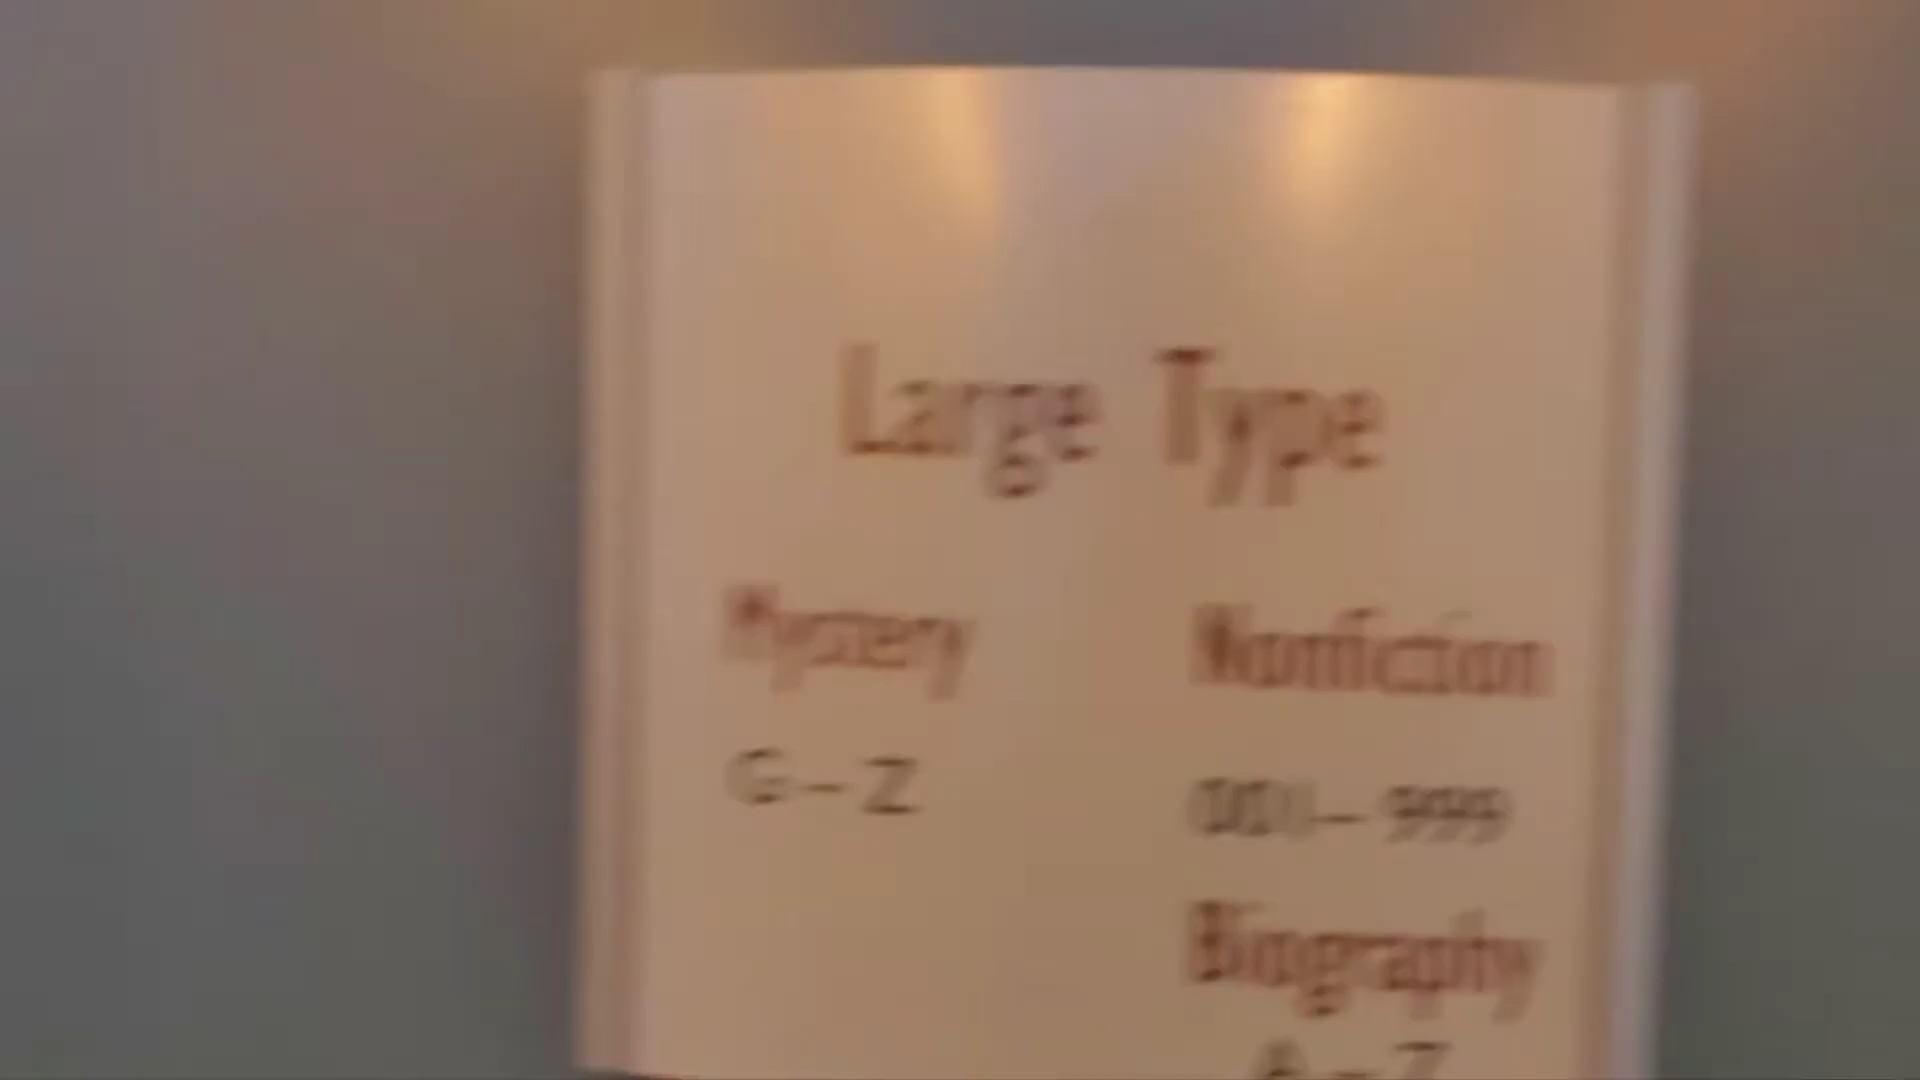 Large Type
Mystery
G – Z
Nonfiction
001 – 999
Biography
A – Z